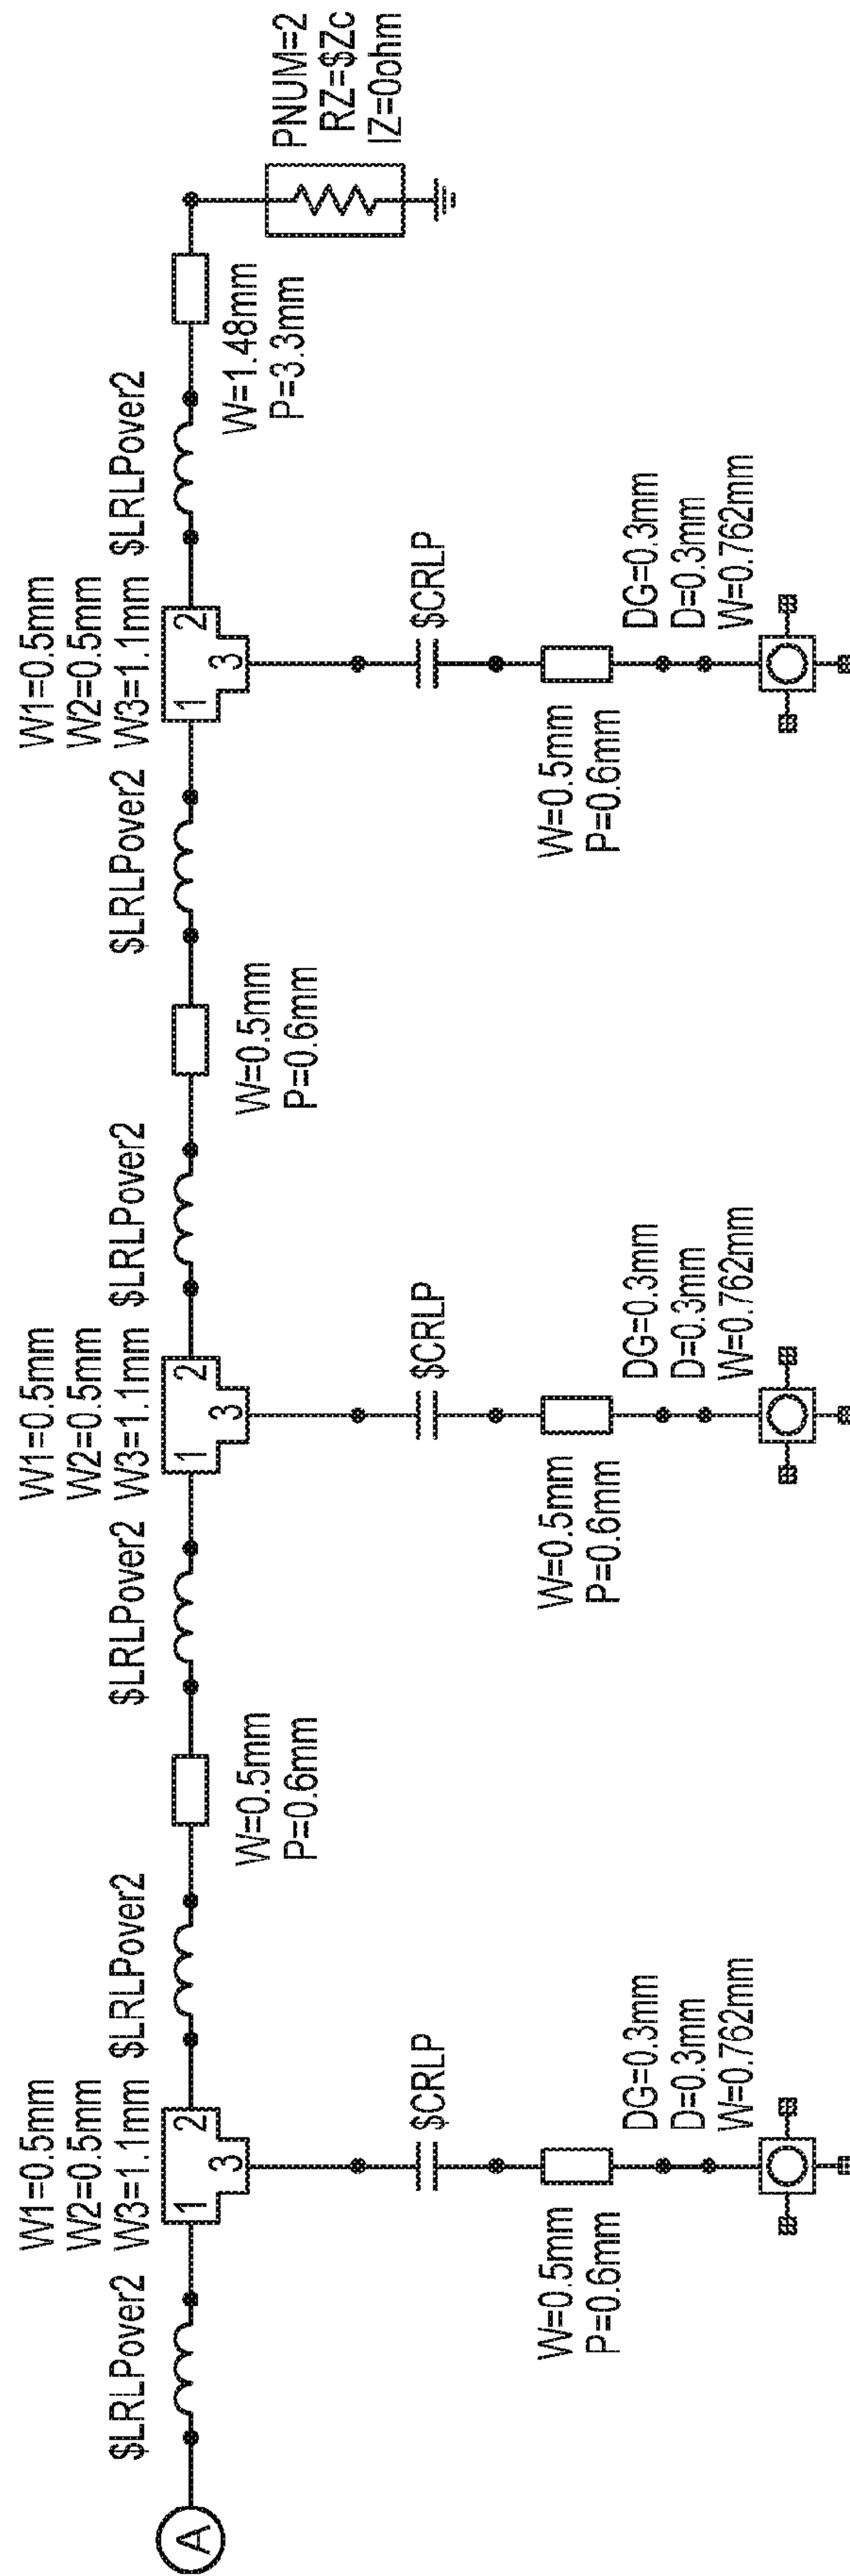 A
$LRLPover2
W1=0.5mm
W2=0.5mm
W3=1.1mm
1
2
3
$LRLPover2
$CRLP
W=0.5mm
P=0.6mm
DG=0.3mm
D=0.3mm
W=0.762mm
W=0.5mm
P=0.6mm
$LRLPover2
W1=0.5mm
W2=0.5mm
W3=1.1mm
1
2
3
$LRLPover2
$CRLP
W=0.5mm
P=0.6mm
DG=0.3mm
D=0.3mm
W=0.762mm
W=0.5mm
P=0.6mm
$LRLPover2
W1=0.5mm
W2=0.5mm
W3=1.1mm
1
2
3
$LRLPover2
$CRLP
W=0.5mm
P=0.6mm
DG=0.3mm
D=0.3mm
W=0.762mm
W=1.48mm
P=3.3mm
PNUM=2
RZ=$Zc
IZ=0ohm